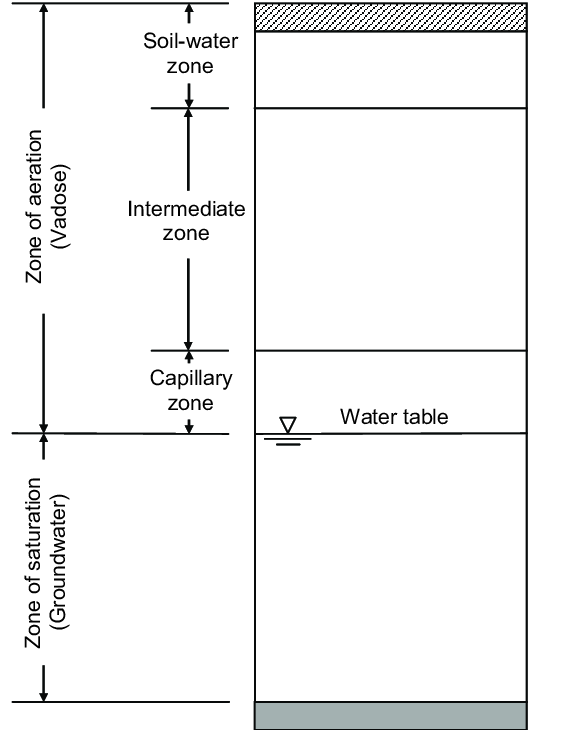 Soil-water
zone
Zone of aeration
(Vadose)
Intermediate
zone
Capillary
zone
Water table
Zone of saturation
(Groundwater)